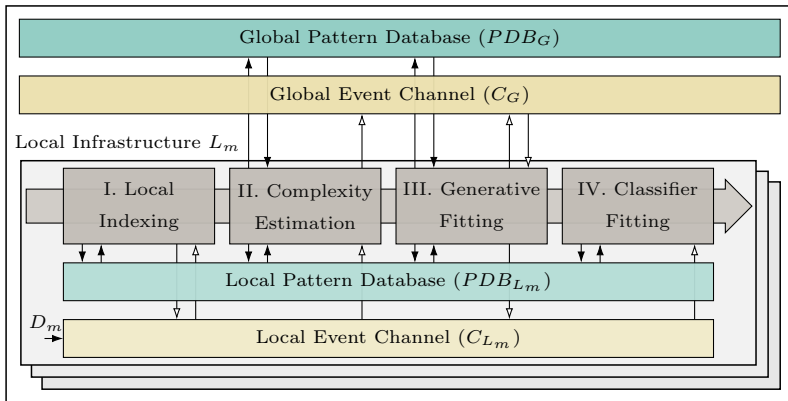 Global Pattern Database (PDB_G)
Global Event Channel (C_G)
Local Infrastructure L_m
I. Local
Indexing
II. Complexity
Estimation
III. Generative
Fitting
IV. Classifier
Fitting
Local Pattern Database (PDB_{L_m})
D_m
Local Event Channel (C_{L_m})